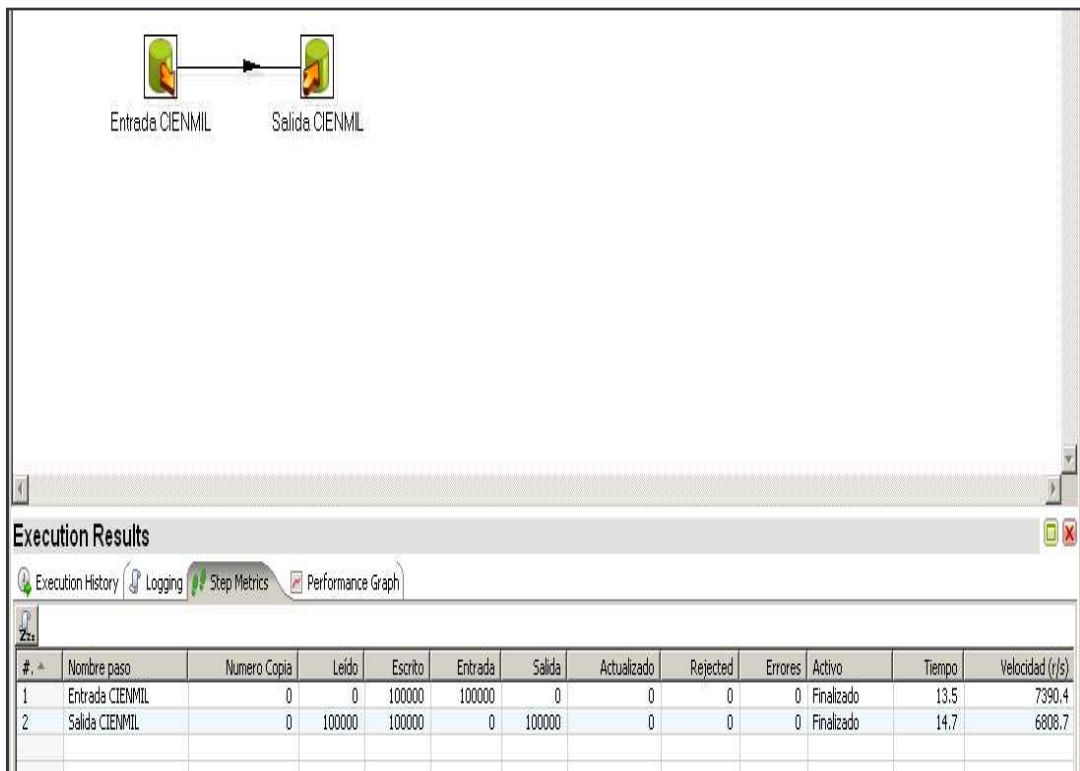 Entrada CIENMIL Salida CIENMIL
Execution Results
Execution History Logging Step Metrics Performance Graph
#. Nombre paso Numero Copia Leído Escrito Entrada Salida Actualizado Rejected Errores Activo Tiempo Velocidad (r/s)
1 Entrada CIENMIL 0 0 100000 100000 0 0 0 0 Finalizado 13.5 7390.4
2 Salida CIENMIL 0 100000 100000 0 100000 0 0 0 Finalizado 14.7 6808.7